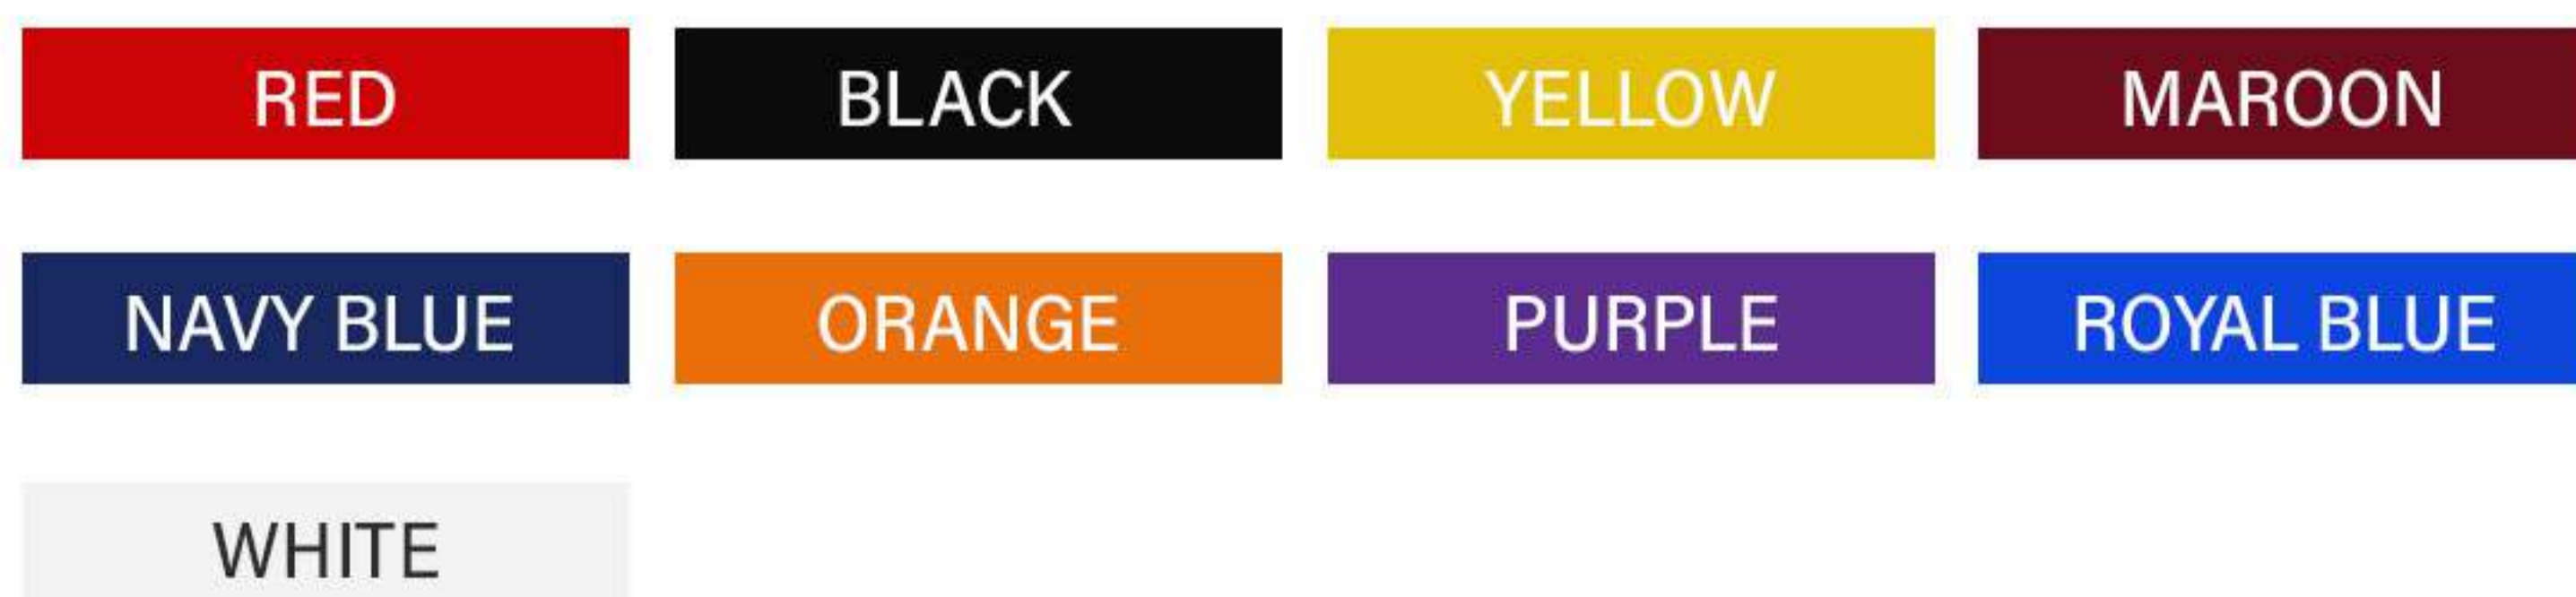 RED BLACK YELLOW MAROON
NAVY BLUE ORANGE PURPLE ROYAL BLUE
WHITE